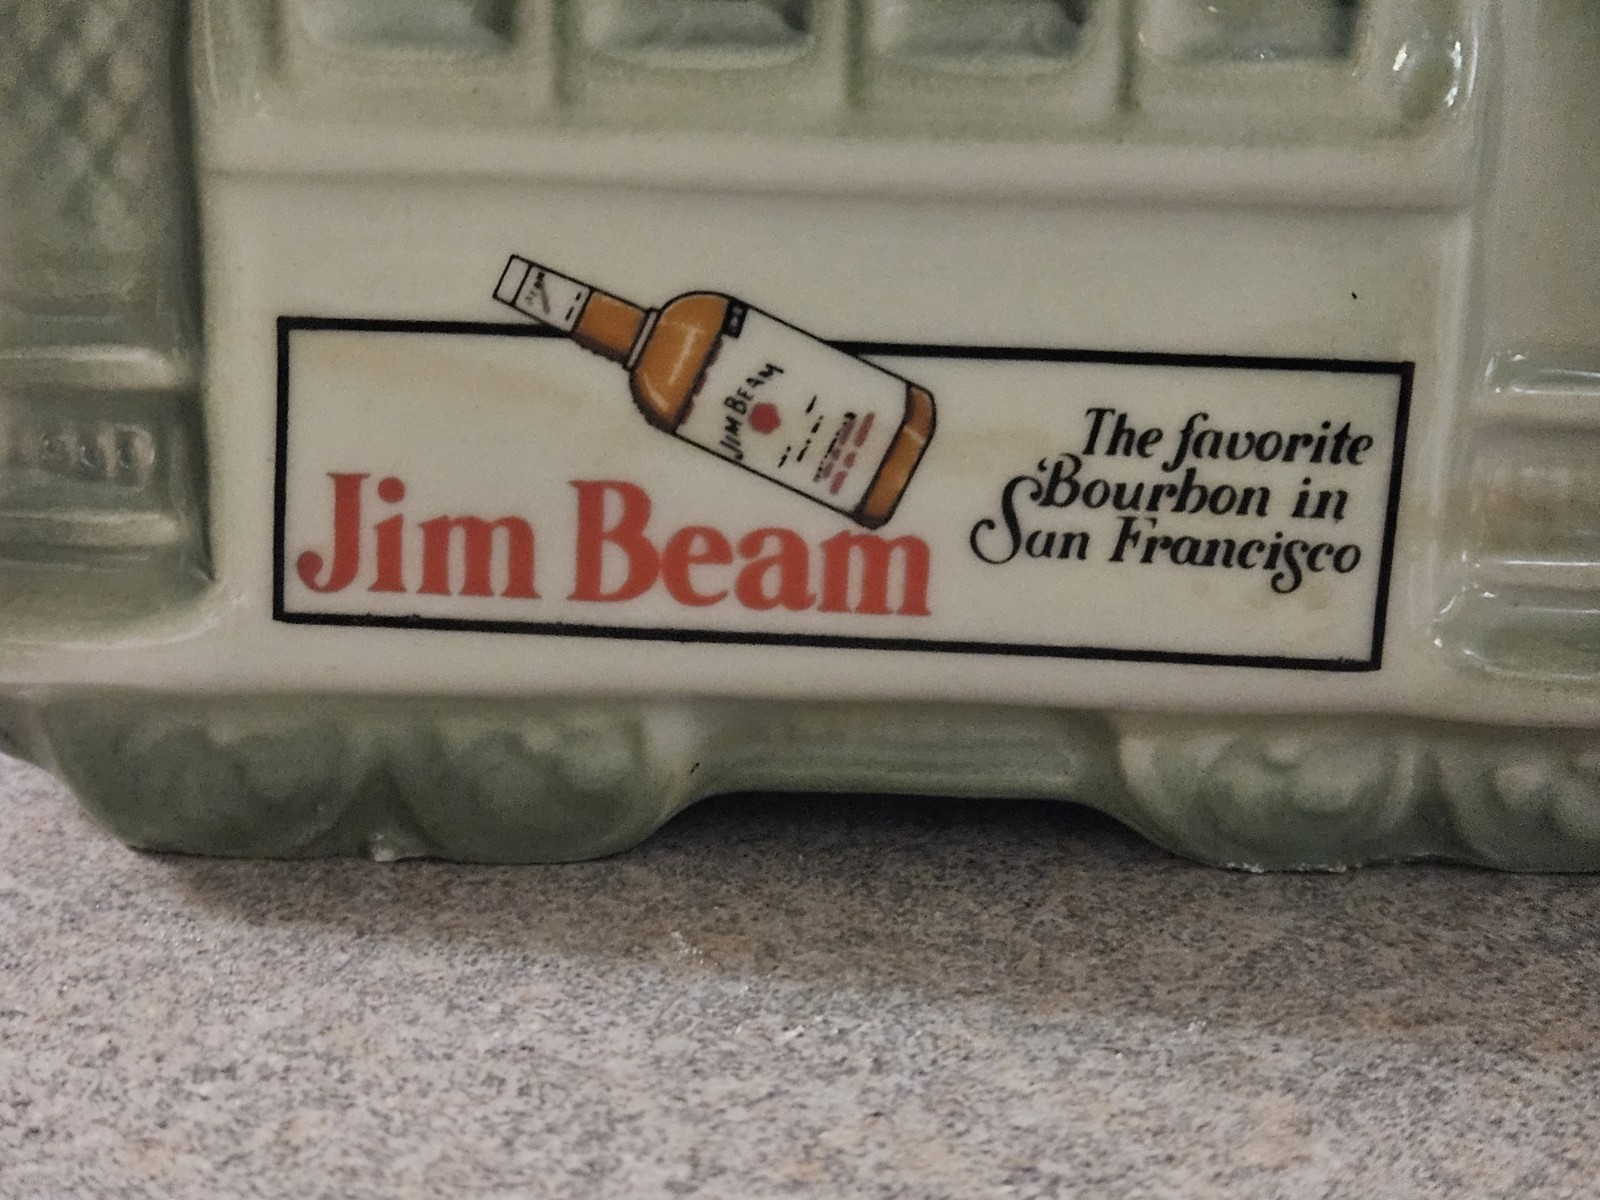 JIM BEAM
Jim Beam
The favorite
Bourbon in
San Francisco